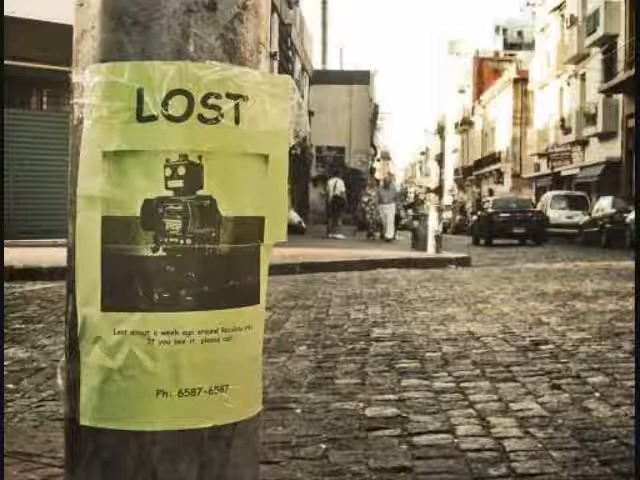 LOST
Lost about a week ago around
If you see it, please call
Ph: 6587-6587